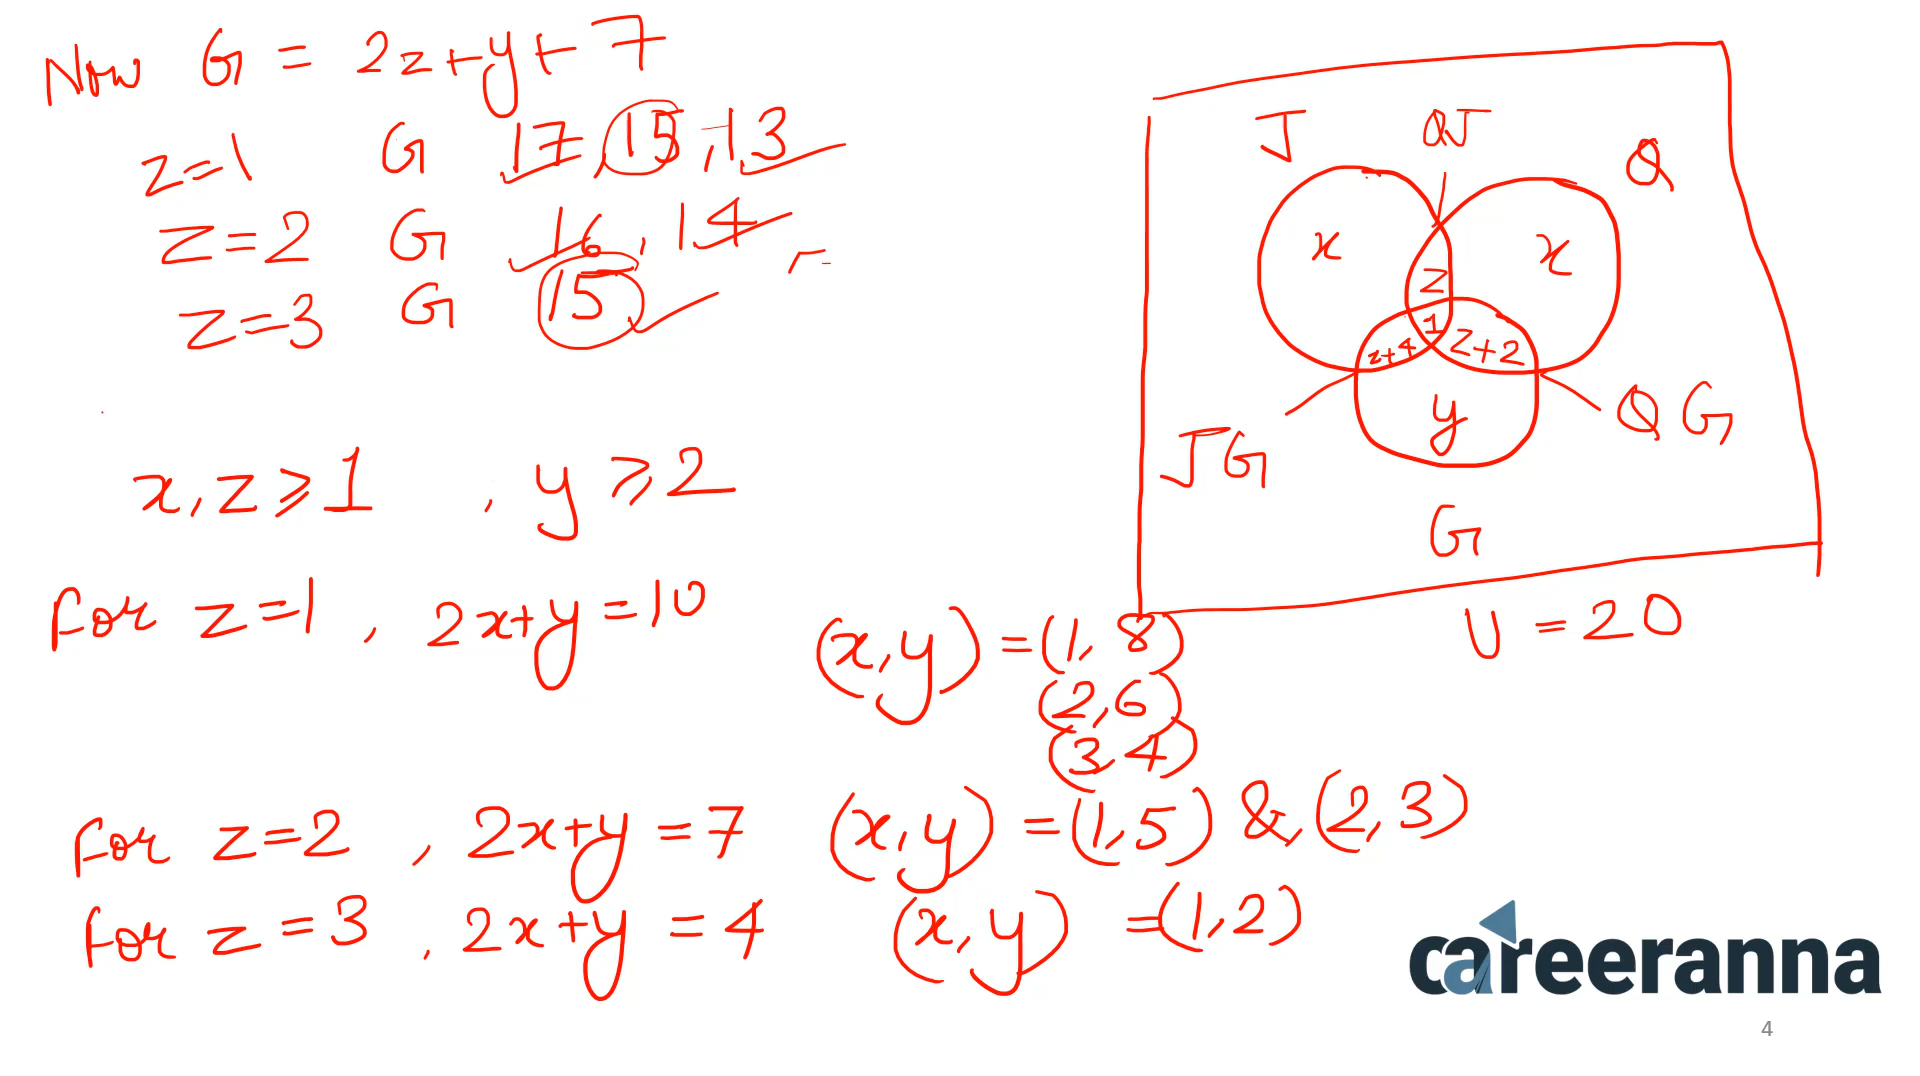 Now G = 2z+y+7
z=1 G 17, 15, 13
z=2 G 16, 14
z=3 G 15
x, z ⩾ 1 , y ⩾ 2
For z=1 , 2x+y=10 (x,y) = (1, 8)
(2,6)
(3,4)
For z=2 , 2x+y=7 (x,y) = (1,5) & (2,3)
For z=3 , 2x+y=4 (x,y) =(1,2)
J QJ Q
x z x
1
z+4 z+2
y
JG QG
G
U = 20
careeranna
4